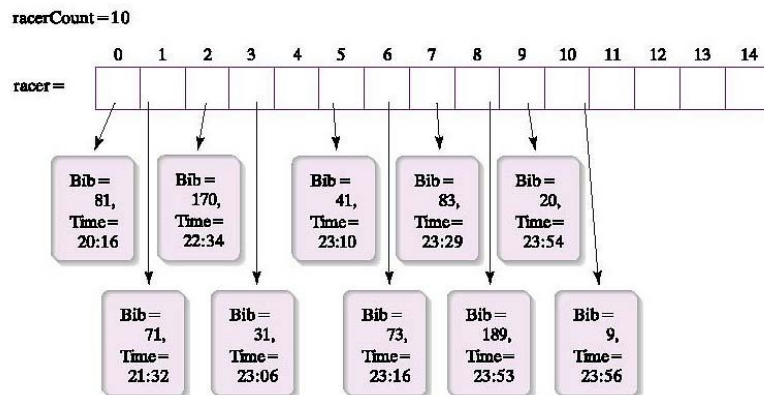 racerCount=10
0 1 2 3 4 5 6 7 8 9 10 11 12 13 14
racer=
Bib=
81,
Time=
20:16
Bib=
170,
Time=
22:34
Bib=
41,
Time=
23:10
Bib=
83,
Time=
23:29
Bib=
20,
Time=
23:54
Bib=
71,
Time=
21:32
Bib=
31,
Time=
23:06
Bib=
73,
Time=
23:16
Bib=
189,
Time=
23:53
Bib=
9,
Time=
23:56